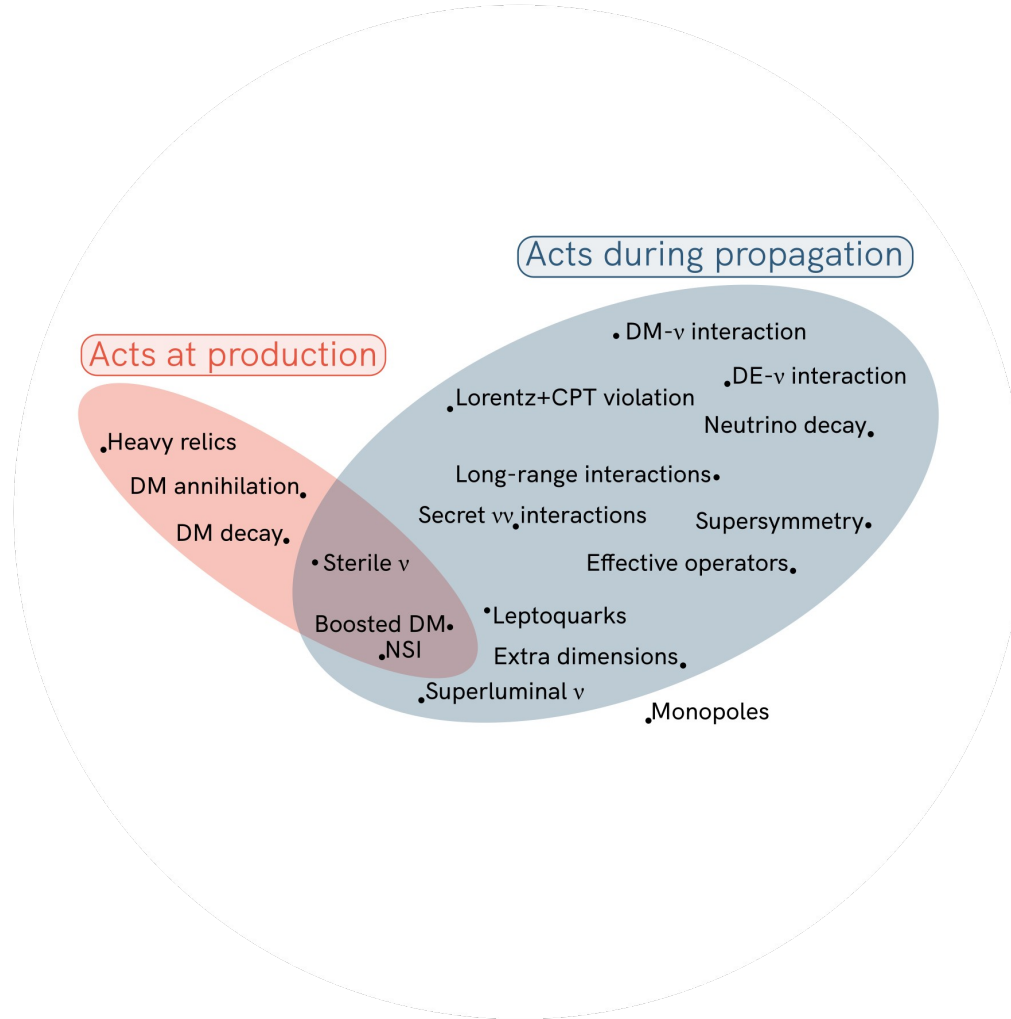 Acts during propagation
DM-ν interaction
Acts at production
DE-ν interaction
Lorentz+CPT violation
Neutrino decay
Heavy relics
Long-range interactions
DM annihilation
Secret νν interactions
Supersymmetry
DM decay
Sterile ν
Effective operators
Leptoquarks
Boosted DM
NSI
Extra dimensions
Superluminal ν
Monopoles